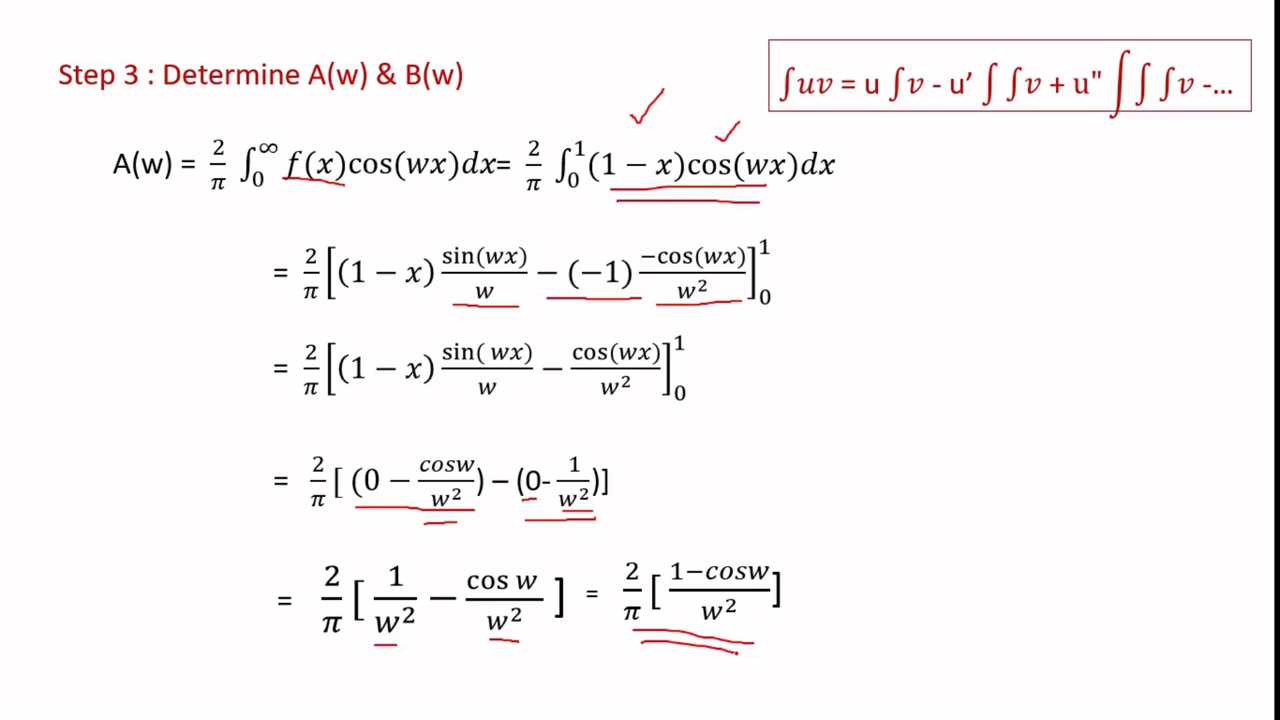 Step 3 : Determine A(w) & B(w)
∫uv = u ∫v - u′ ∫ ∫v + u" ∫ ∫ ∫v -...
A(w) = 2/π ∫₀^∞ f(x)cos(wx)dx= 2/π ∫₀¹(1 − x)cos(wx)dx
= 2/π [(1 − x) sin(wx)/w − (−1) −cos(wx)/w²]₀¹
= 2/π [(1 − x) sin( wx)/w − cos(wx)/w²]₀¹
= 2/π [ (0 − cosw/w²) − (0- 1/w²)]
= 2/π [ 1/w² − cos w/w² ] = 2/π [ 1−cosw/w² ]